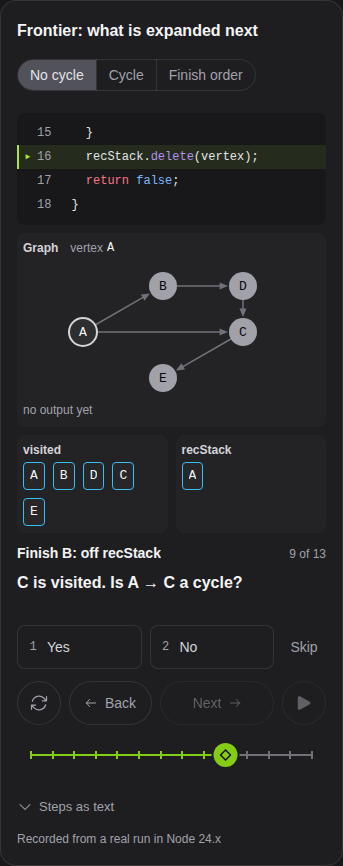 Frontier: what is expanded next
No cycle Cycle Finish order
15 }
16 recStack.delete(vertex);
17 return false;
18 }
Graph vertex A
B D
A C
E
no output yet
visited recStack
A B D C A
E
Finish B: off recStack 9 of 13
C is visited. Is A → C a cycle?
1 Yes 2 No Skip
← Back Next →
Steps as text
Recorded from a real run in Node 24.x